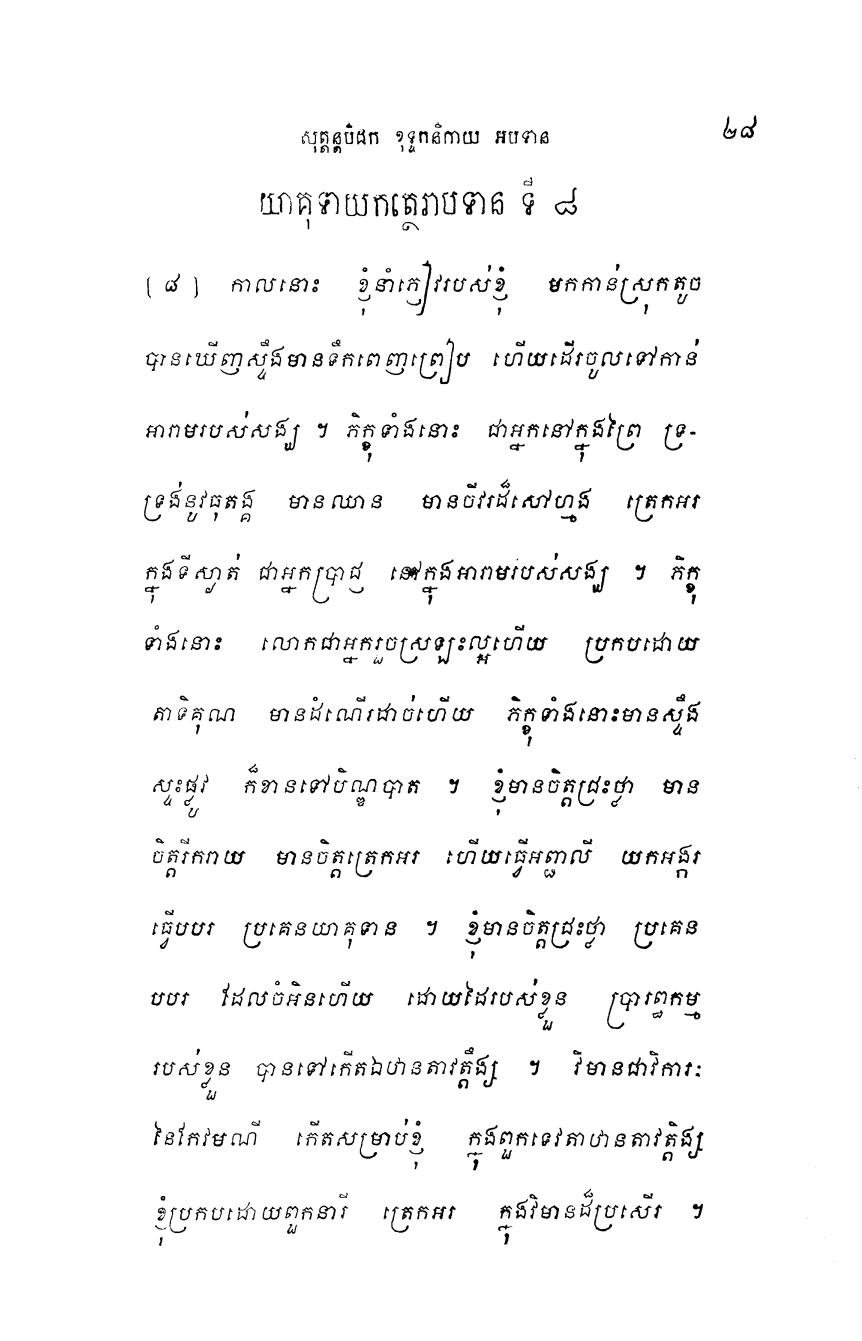 សុត្តន្តបិដក ខុទ្ទកនិកាយ អបទាន ២៨
យាគុទាយកត្ថេរាបទាន ទី ៨
[ ៨ ] កាលនោះ ខ្ញុំនាំភ្ញៀវរបស់ខ្ញុំ មកកាន់ស្រុកតូច
បានឃើញស្ទឹងមានទឹកពេញព្រៀប ហើយដើរចូលទៅកាន់
អារាមរបស់សង្ឃ ។ ភិក្ខុទាំងនោះ ជាអ្នកនៅក្នុងព្រៃ ទ្រ-
ទ្រង់នូវធុតង្គ មានឈាន មានចីវរដ៏សៅហ្មង ត្រេកអរ
ក្នុងទីស្ងាត់ ជាអ្នកប្រាជ្ញ នៅក្នុងអារាមរបស់សង្ឃ ។ ភិក្ខុ
ទាំងនោះ លោកជាអ្នករួចស្រឡះល្អហើយ ប្រកបដោយ
តាទិគុណ មានដំណើរដាច់ហើយ ភិក្ខុទាំងនោះមានស្ទឹង
ស្ទះផ្លូវ ក៏ខានទៅបិណ្ឌបាត ។ ខ្ញុំមានចិត្តជ្រះថ្លា មាន
ចិត្តរីករាយ មានចិត្តត្រេកអរ ហើយធ្វើអញ្ជលី យកអង្ករ
ធ្វើបបរ ប្រគេនយាគុទាន ។ ខ្ញុំមានចិត្តជ្រះថ្លា ប្រគេន
បបរ ដែលចំអិនហើយ ដោយដៃរបស់ខ្លួន ប្រារព្ធកម្ម
របស់ខ្លួន បានទៅកើតឯឋានតាវត្តឹង្ស ។ វិមានជាវិការៈ
នៃកែវមណី កើតសម្រាប់ខ្ញុំ ក្នុងពួកទេវតាឋានតាវត្តិង្ស
ខ្ញុំប្រកបដោយពួកនារី ត្រេកអរ ក្នុងវិមានដ៏ប្រសើរ ។